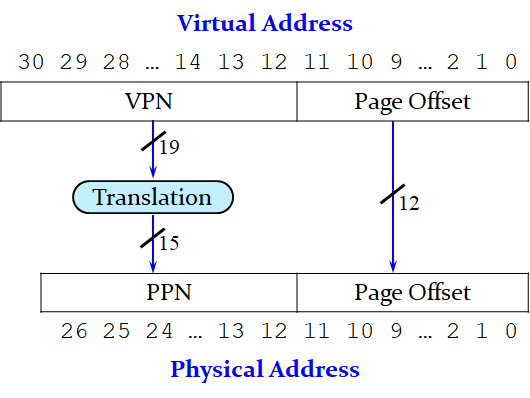 Virtual Address
30 29 28 … 14 13 12 11 10 9 … 2 1 0
VPN Page Offset
19
Translation
12
15
PPN Page Offset
26 25 24 … 13 12 11 10 9 … 2 1 0
Physical Address